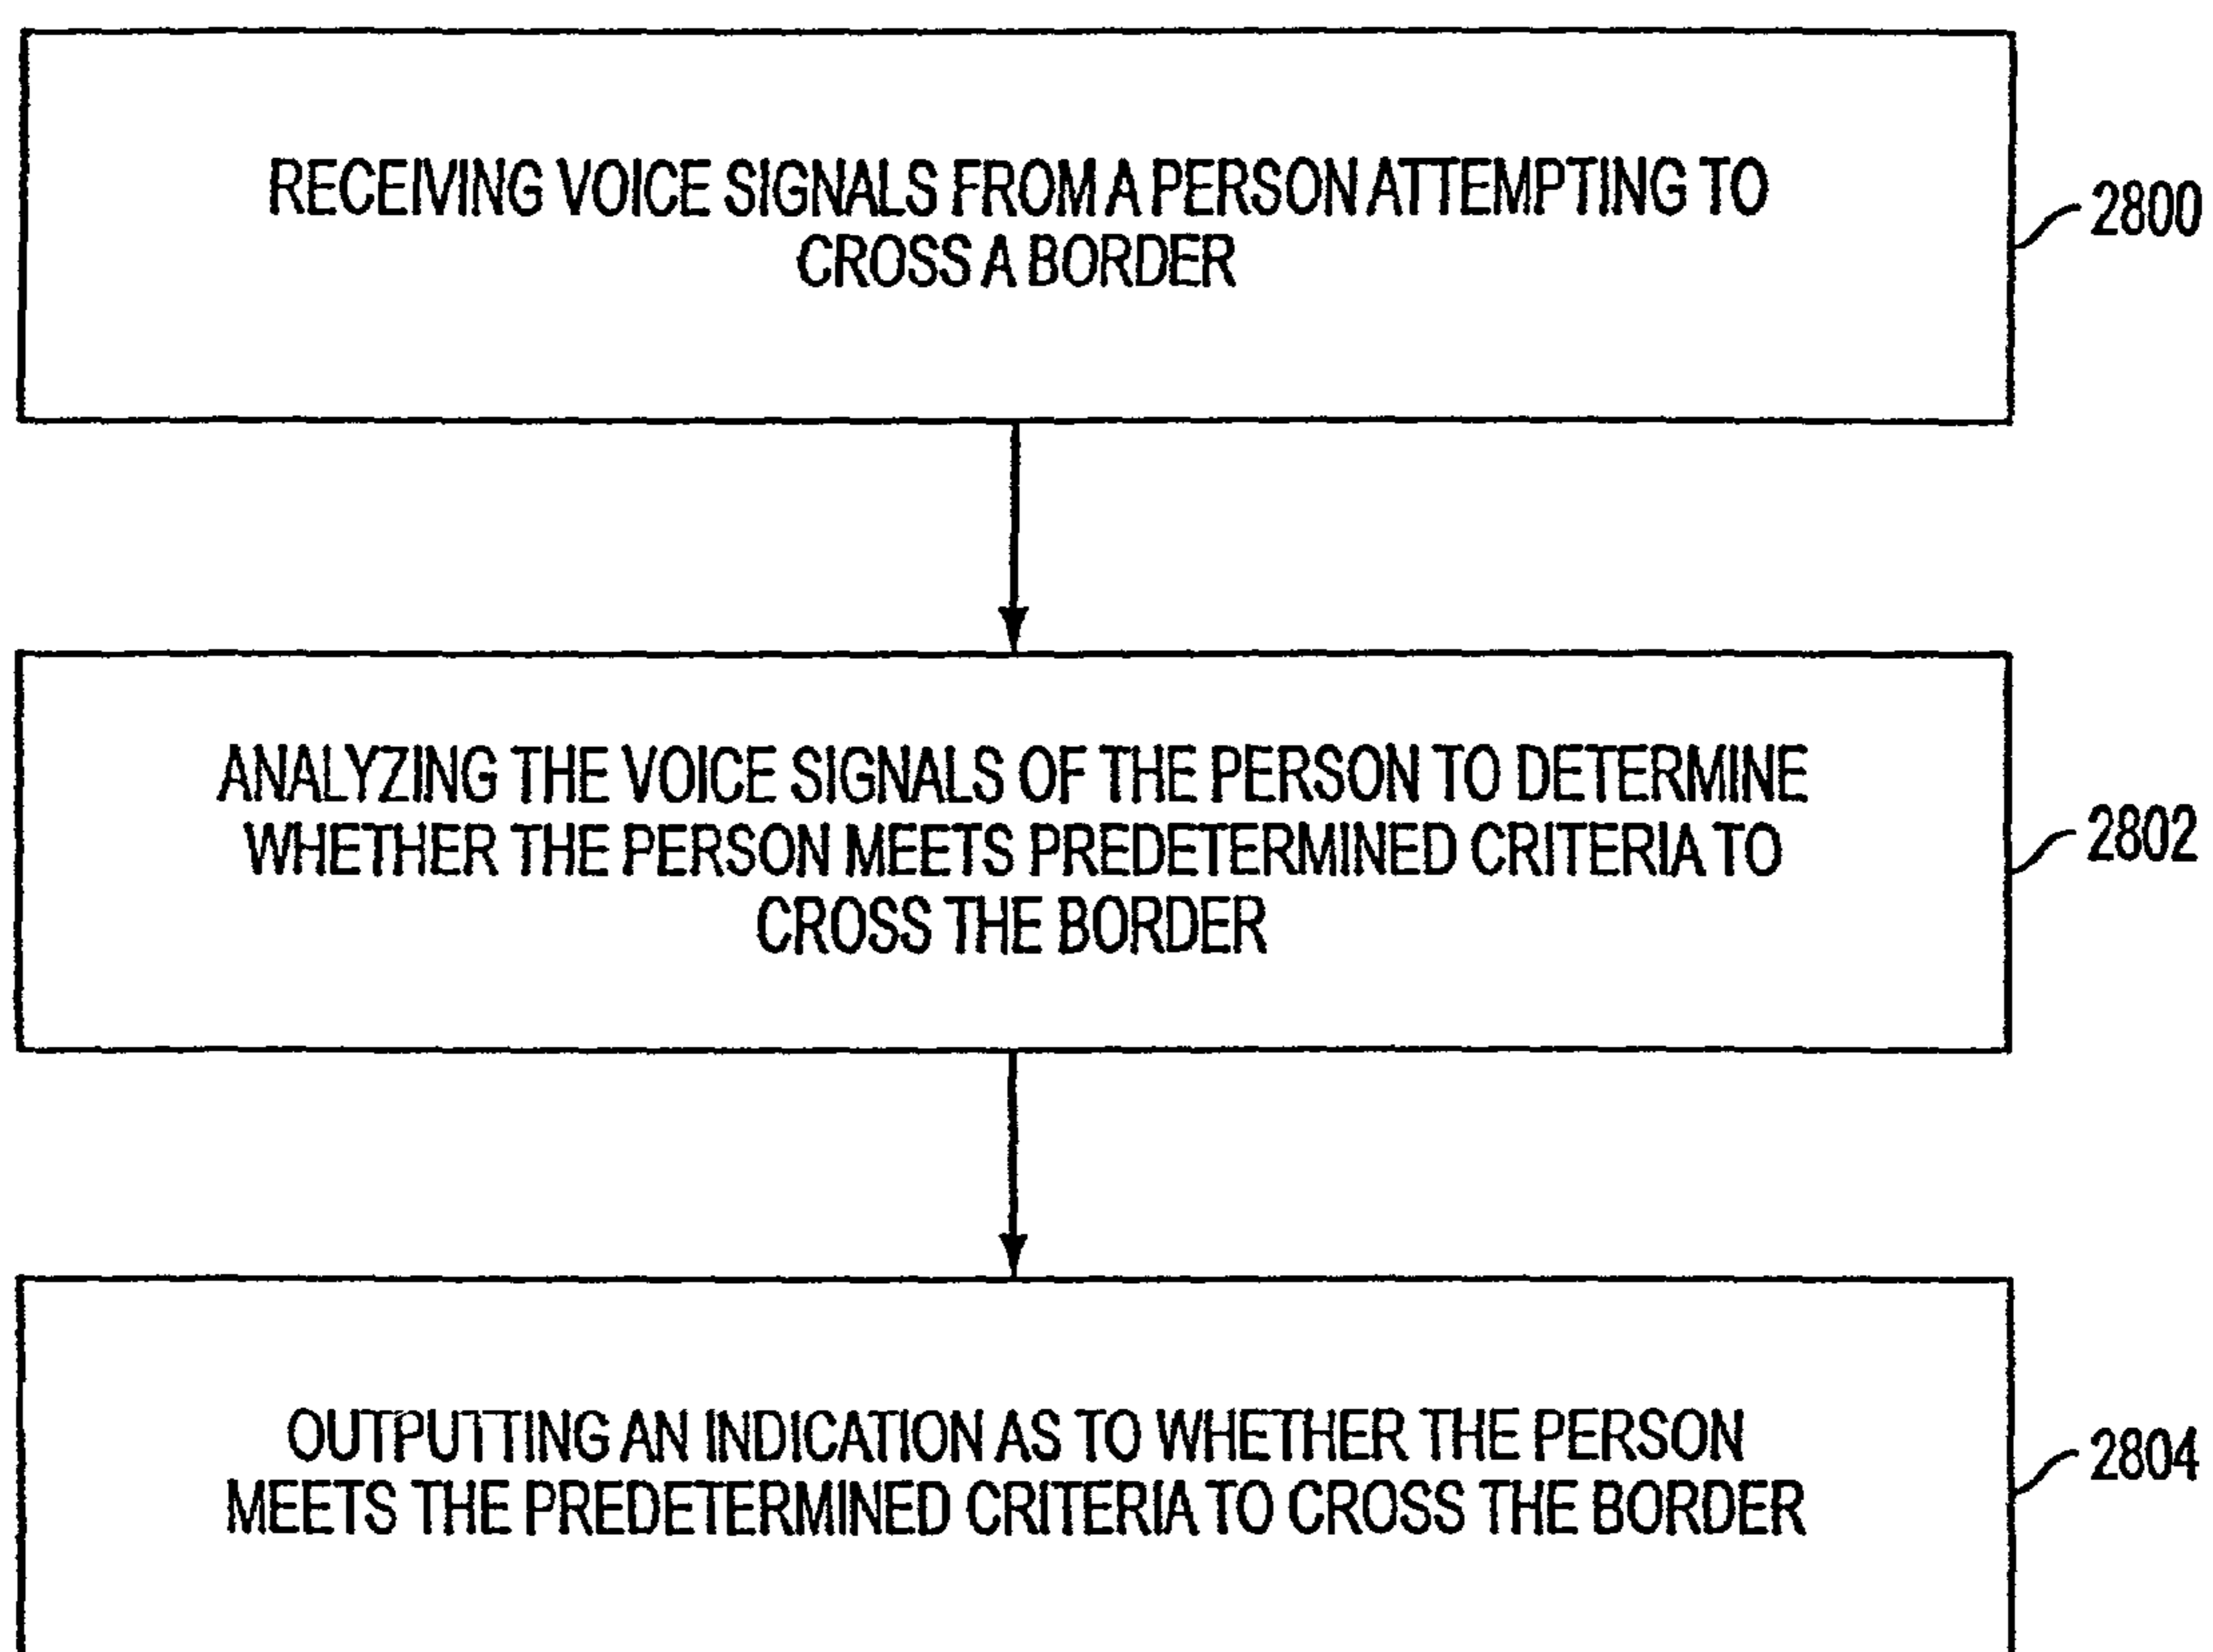 RECEIVING VOICE SIGNALS FROM A PERSON ATTEMPTING TO
CROSS A BORDER
2800
ANALYZING THE VOICE SIGNALS OF THE PERSON TO DETERMINE
WHETHER THE PERSON MEETS PREDETERMINED CRITERIA TO
CROSS THE BORDER
2802
OUTPUTTING AN INDICATION AS TO WHETHER THE PERSON
MEETS THE PREDETERMINED CRITERIA TO CROSS THE BORDER
2804